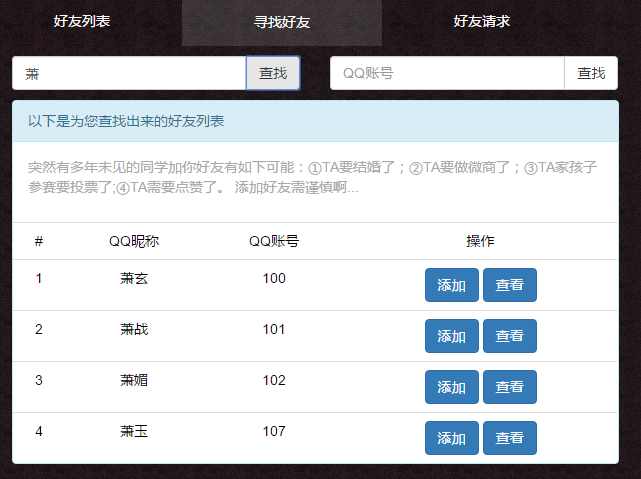 好友列表 寻找好友 好友请求
萧 查找 QQ账号 查找
以下是为您查找出来的好友列表
突然有多年未见的同学加你好友有如下可能：①TA要结婚了；②TA要做微商了；③TA家孩子
参赛要投票了;④TA需要点赞了。 添加好友需谨慎啊...
# QQ昵称 QQ账号 操作
1 萧玄 100 添加 查看
2 萧战 101 添加 查看
3 萧媚 102 添加 查看
4 萧玉 107 添加 查看